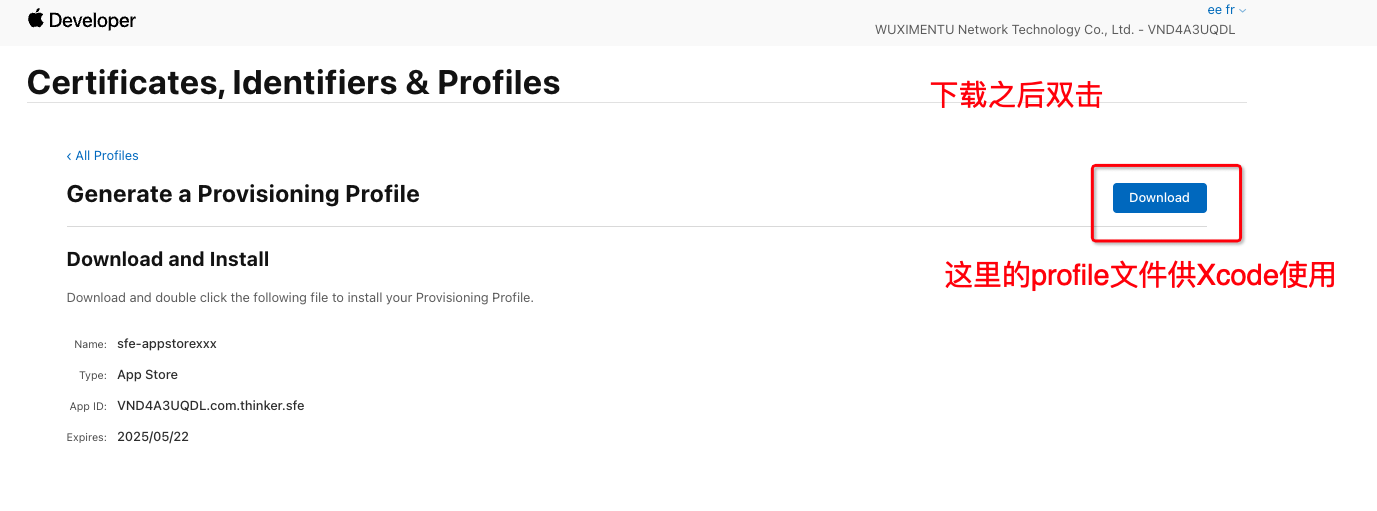 Developer
ee fr
WUXIMENTU Network Technology Co., Ltd. - VND4A3UQDL
Certificates, Identifiers & Profiles
下载之后双击
‹ All Profiles
Generate a Provisioning Profile
Download
Download and Install
这里的profile文件供Xcode使用
Download and double click the following file to install your Provisioning Profile.
Name: sfe-appstorexxx
Type: App Store
App ID: VND4A3UQDL.com.thinker.sfe
Expires: 2025/05/22